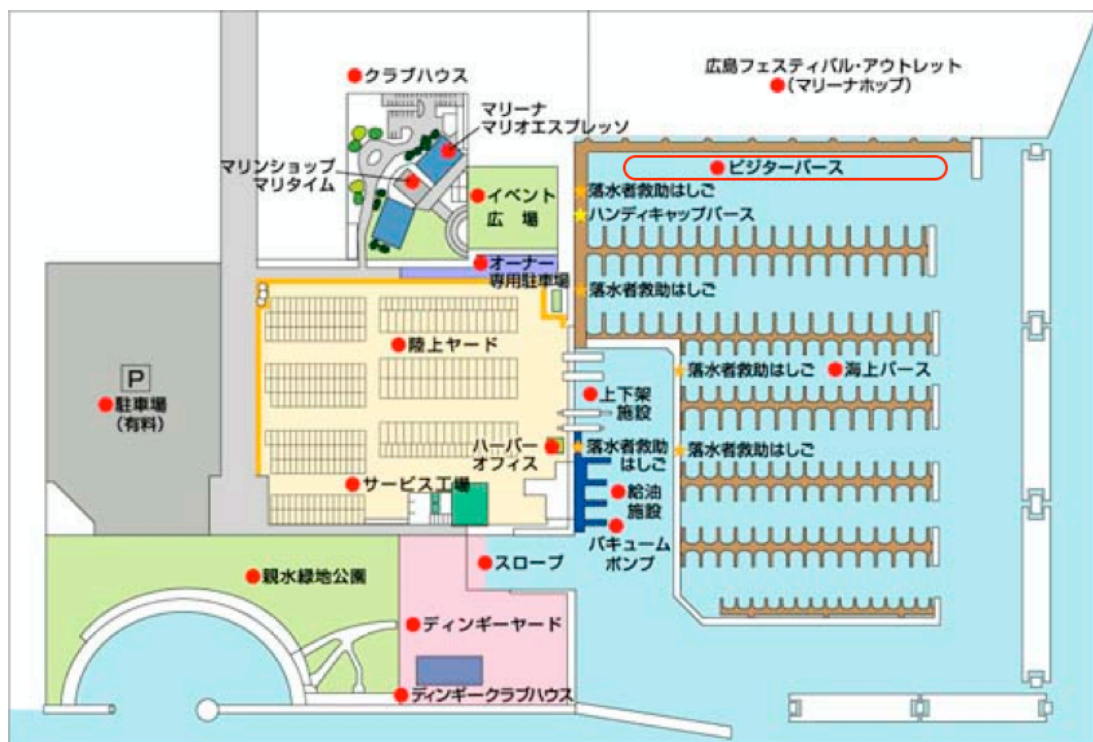 クラブハウス
広島フェスティバル・アウトレット
(マリーナホップ)
マリーナ
マリオエスプレッソ
マリンショップ
マリタイム
ビジターバース
イベント
広場
落水者救助はしご
ハンディキャップバース
オーナー
専用駐車場
落水者救助はしご
陸上ヤード
落水者救助はしご
海上バース
P
駐車場
(有料)
上下架
施設
ハーバー
オフィス
落水者救助
はしご
落水者救助はしご
サービス工場
給油
施設
バキューム
ポンプ
スロープ
親水緑地公園
ディンギーヤード
ディンギークラブハウス